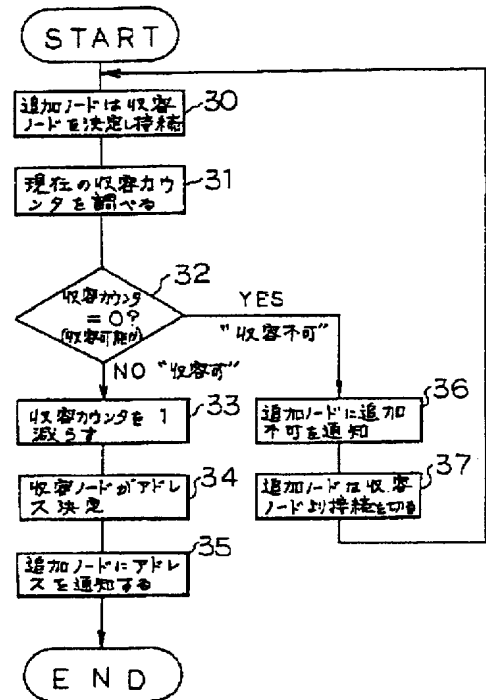 START
追加ノードは収容
ノードを決定し接続
30
現在の収容カウ
ンタを調べる
31
収容カウンタ
=0?
(収容可能か)
32
YES
"収容不可"
NO "収容可"
収容カウンタを 1
減らす
33
収容ノードがアドレ
ス決定
34
追加ノードにアドレ
スを通知する
35
追加ノードに追加
不可を通知
36
追加ノードは収容
ノードより接続を切る
37
END